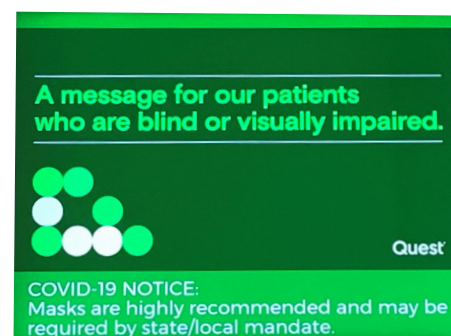 A message for our patients
who are blind or visually impaired.
Quest
COVID-19 NOTICE:
Masks are highly recommended and may be
required by state/local mandate.